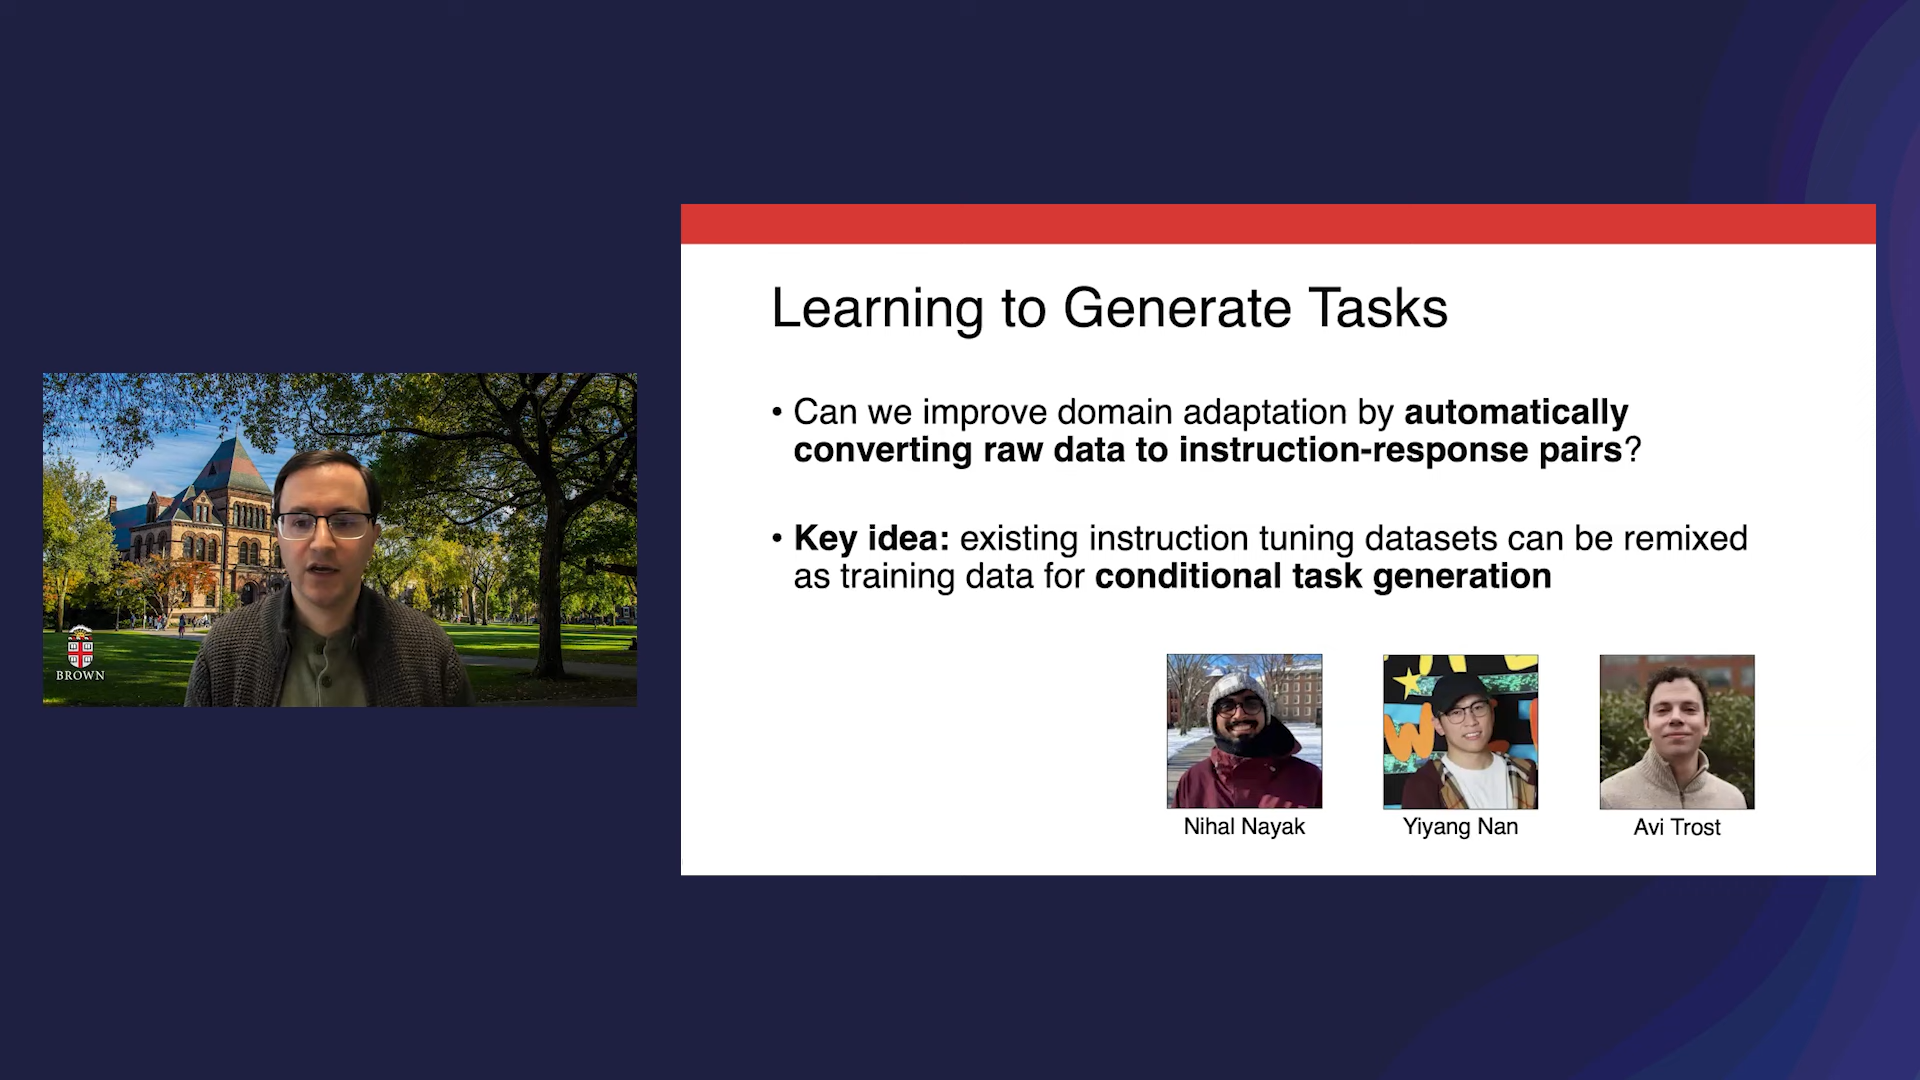 Learning to Generate Tasks
• Can we improve domain adaptation by automatically
converting raw data to instruction-response pairs?
• Key idea: existing instruction tuning datasets can be remixed
as training data for conditional task generation
Nihal Nayak
Yiyang Nan
Avi Trost
BROWN